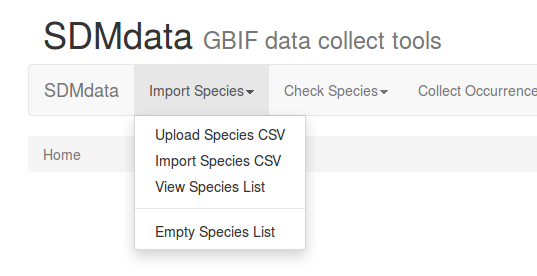 SDMdata GBIF data collect tools
SDMdata Import Species Check Species Collect Occurrence
Upload Species CSV
Import Species CSV
View Species List
Empty Species List
Home